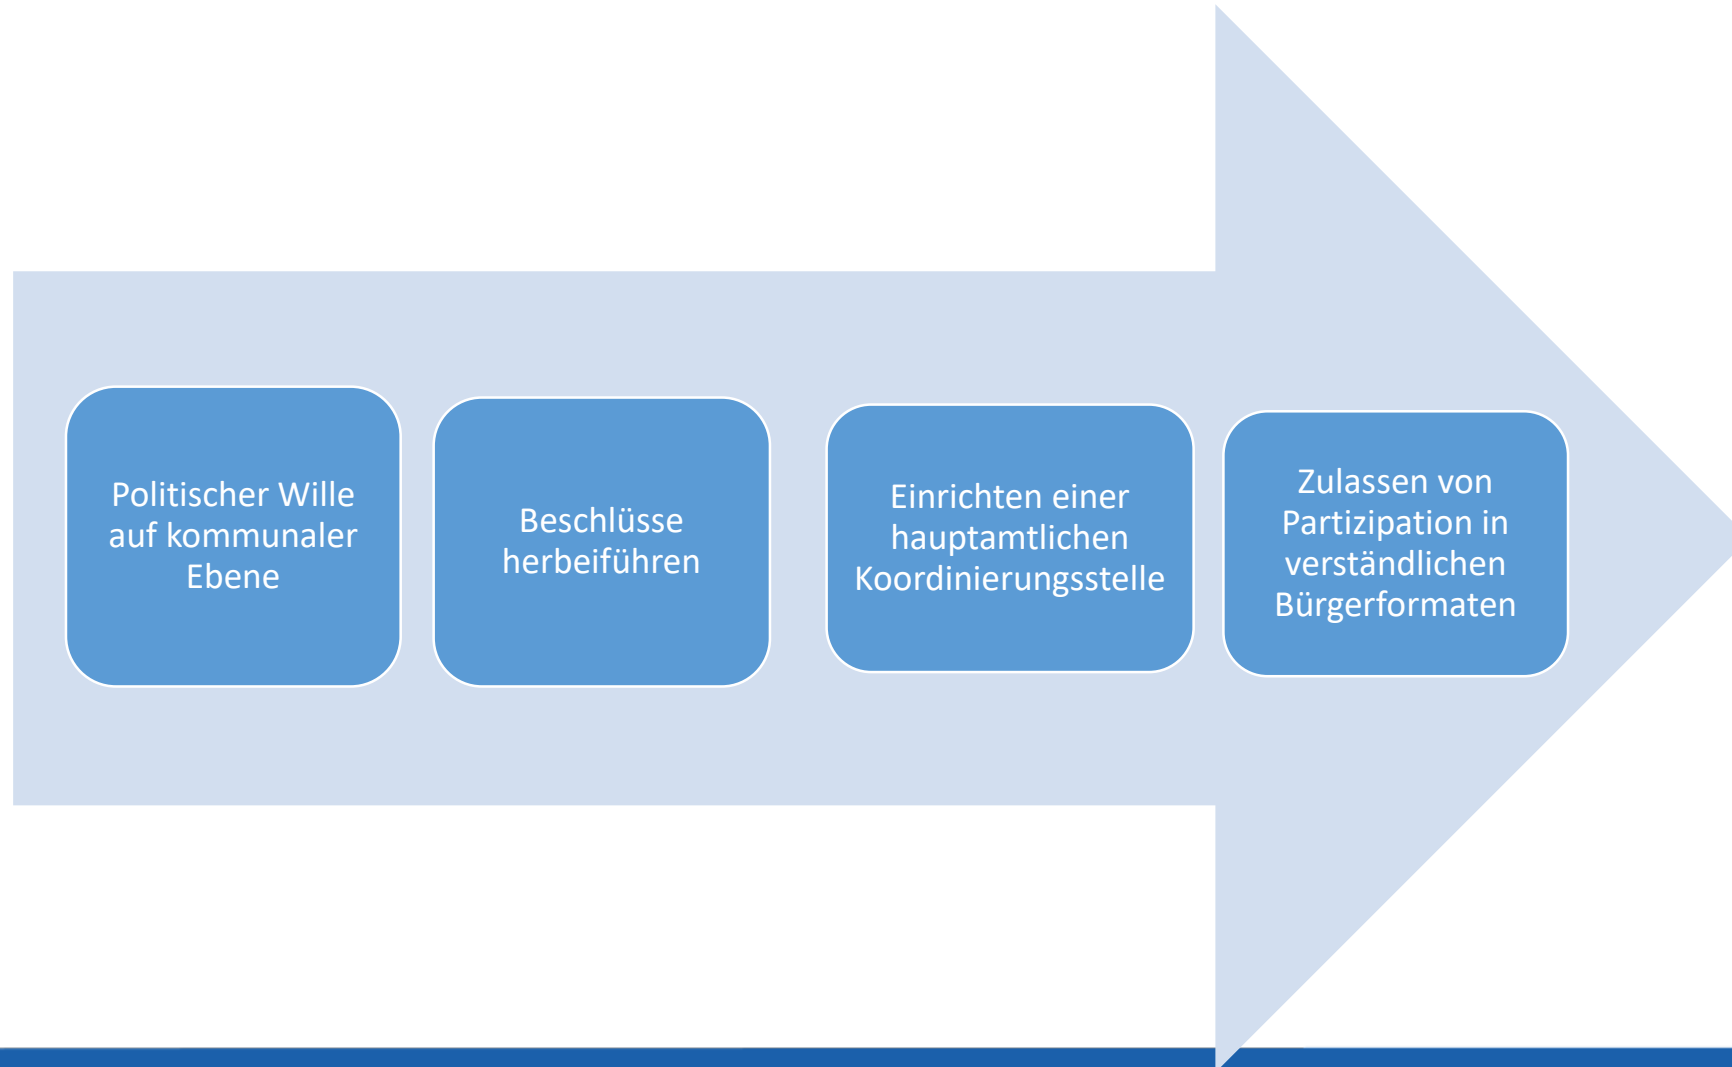 Politischer Wille
auf kommunaler
Ebene
Beschlüsse
herbeiführen
Einrichten einer
hauptamtlichen
Koordinierungsstelle
Zulassen von
Partizipation in
verständlichen
Bürgerformaten